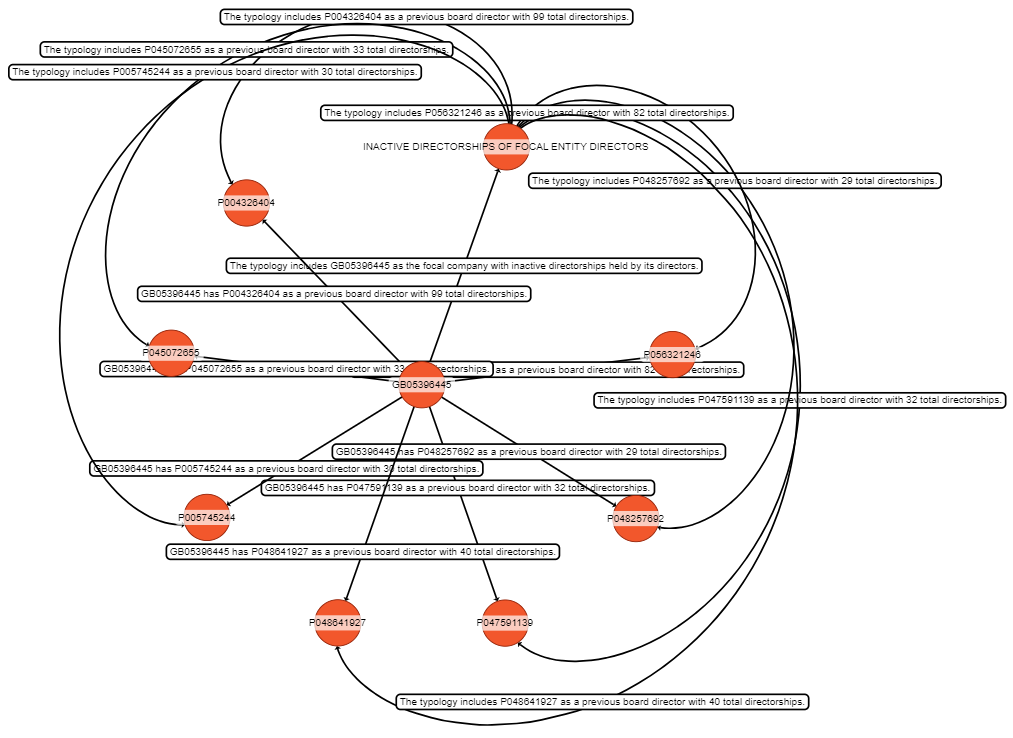 The typology includes P004326404 as a previous board director with 99 total directorships.
The typology includes P045072655 as a previous board director with 33 total directorships.
The typology includes P005745244 as a previous board director with 30 total directorships.
The typology includes P056321246 as a previous board director with 82 total directorships.
INACTIVE DIRECTORSHIPS OF FOCAL ENTITY DIRECTORS
The typology includes P048257692 as a previous board director with 29 total directorships.
P004326404
The typology includes GB05396445 as the focal company with inactive directorships held by its directors.
GB05396445 has P004326404 as a previous board director with 99 total directorships.
P045072655
P056321246
GB05396445 P045072655 as a previous board director with 33 directorships.
as a previous board director with 82 directorships.
GB05396445
The typology includes P047591139 as a previous board director with 32 total directorships.
GB05396445 has P048257692 as a previous board director with 29 total directorships.
GB05396445 has P005745244 as a previous board director with 30 total directorships.
GB05396445 has P047591139 as a previous board director with 32 total directorships.
P005745244
P048257692
GB05396445 has P048641927 as a previous board director with 40 total directorships.
P048641927
P047591139
The typology includes P048641927 as a previous board director with 40 total directorships.